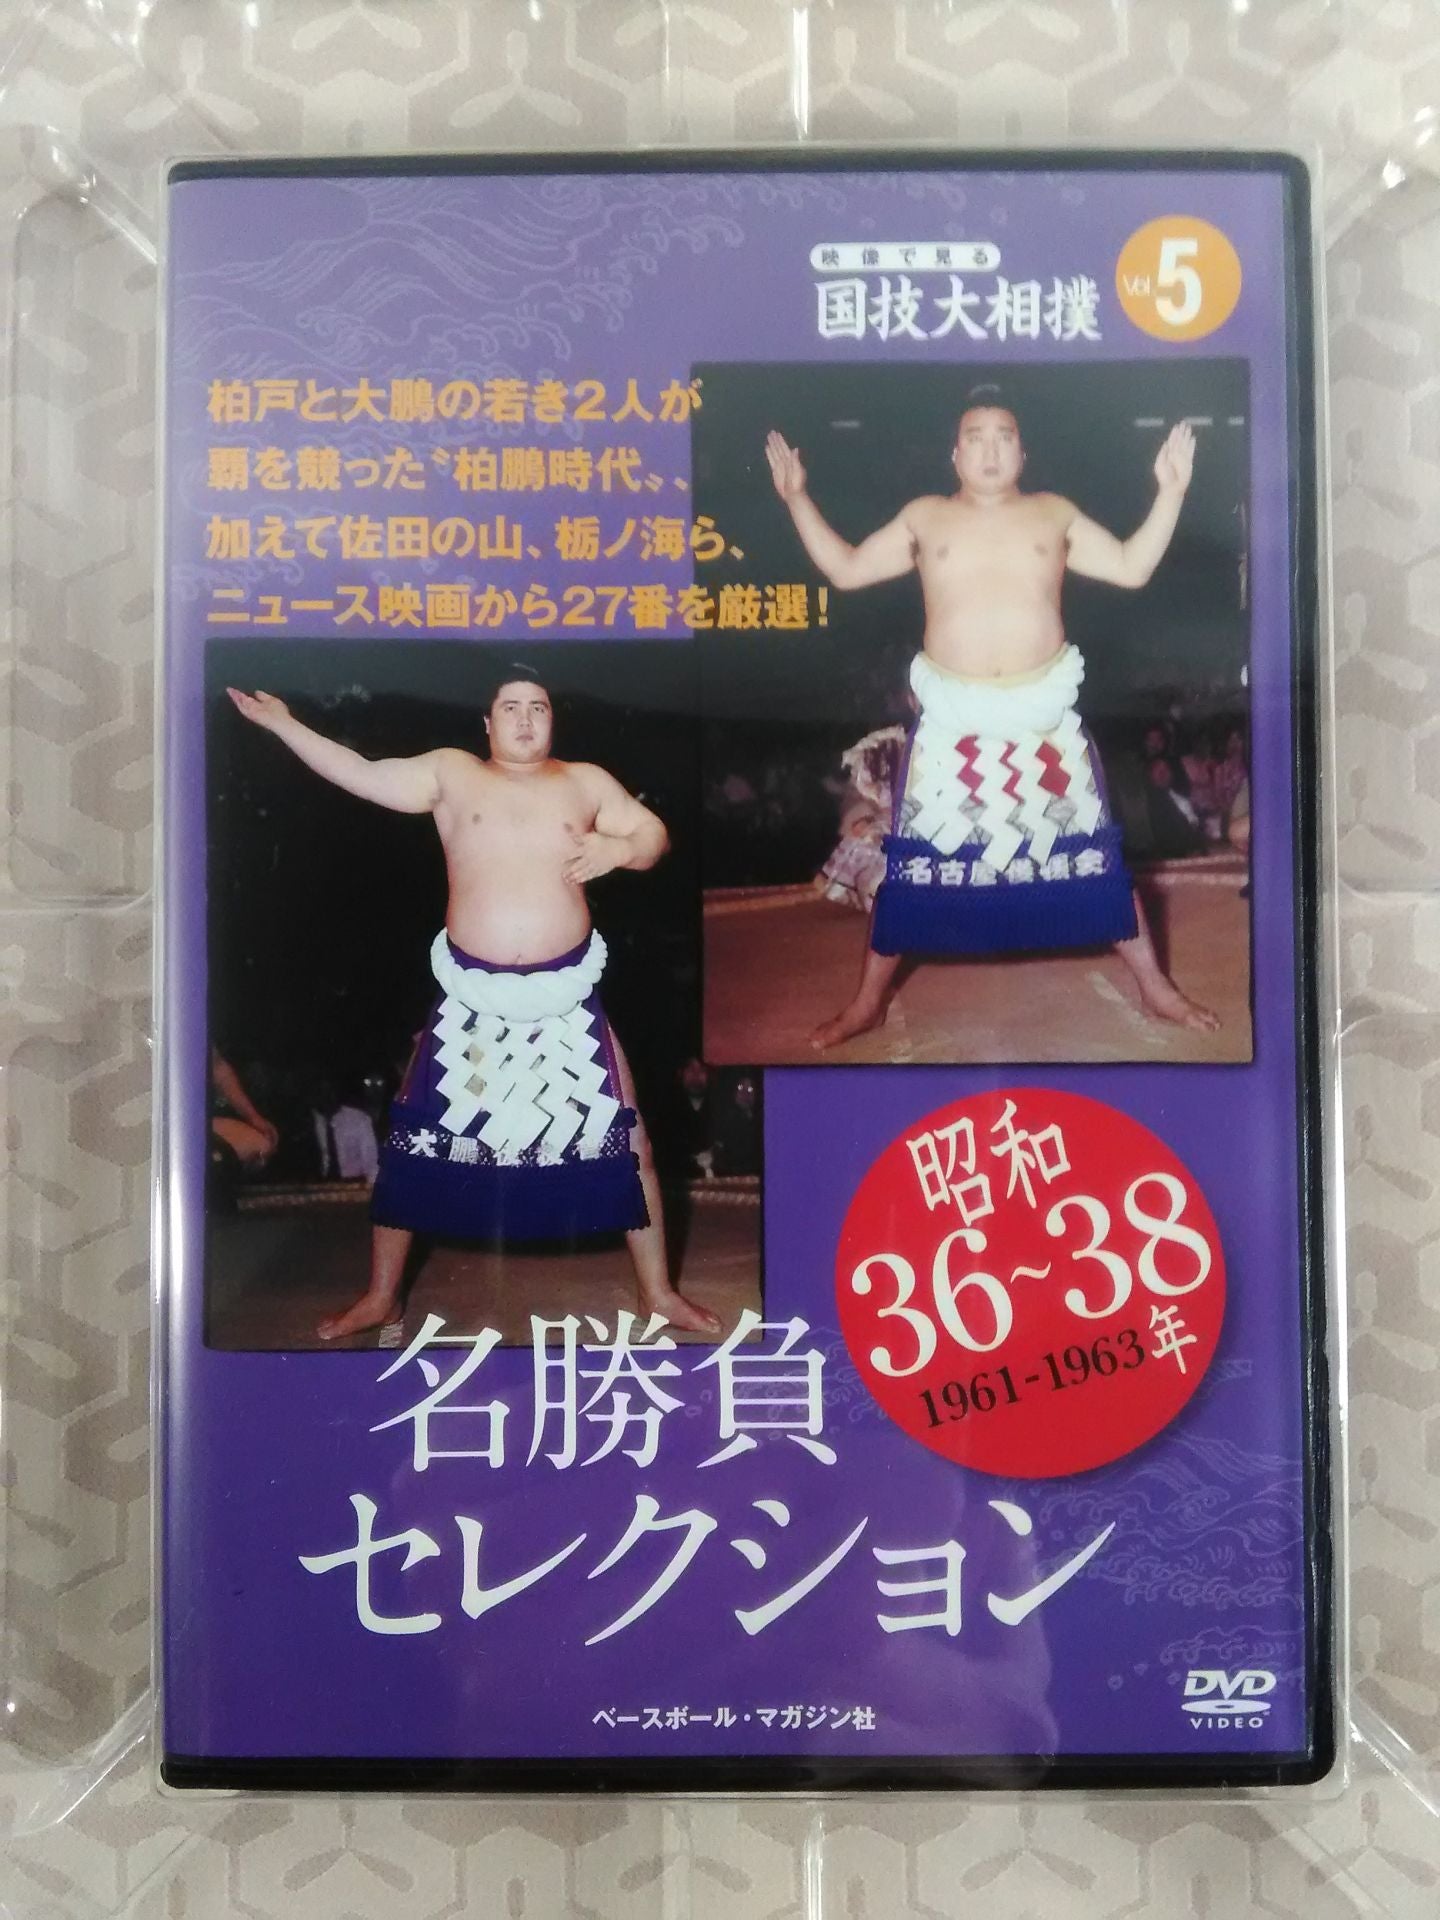 映像で見る
国技大相撲
Vol.5
柏戸と大鵬の若き2人が
覇を競った〝柏鵬時代〟、
加えて佐田の山、栃ノ海ら、
ニュース映画から27番を厳選!
名古屋後援会
大鵬後援會
昭和
36~38年
1961-1963
名勝負
セレクション
ベースボール・マガジン社
DVD
VIDEO